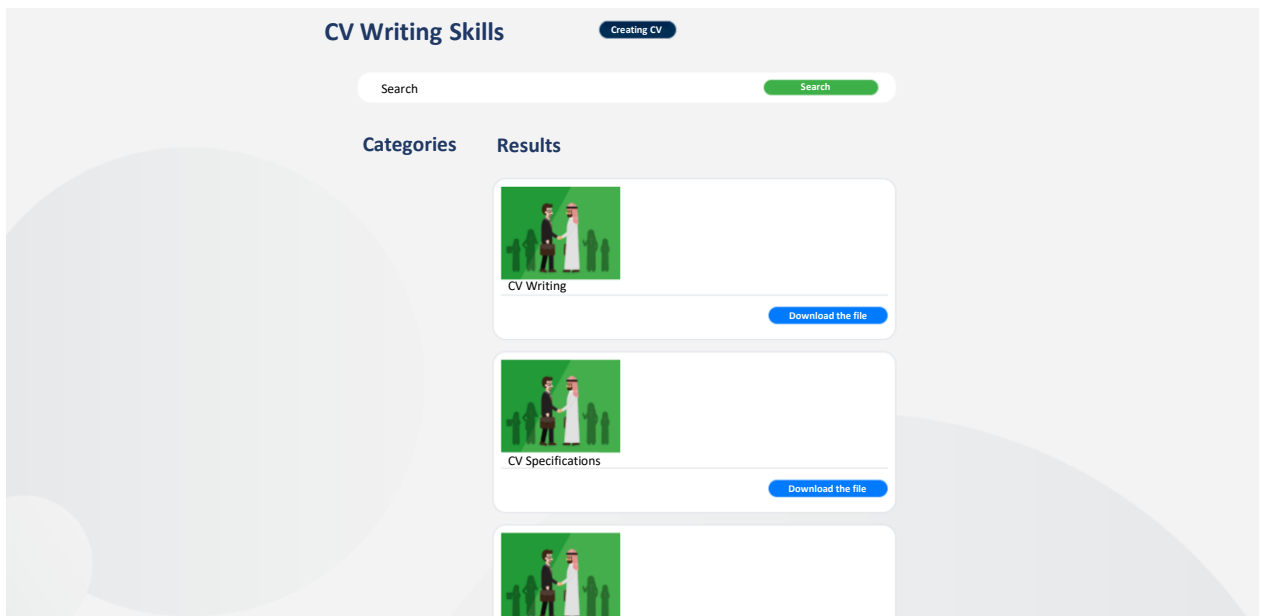 CV Writing Skills
Creating CV
Search
Search
Categories
Results
CV Writing
Download the file
CV Specifications
Download the file